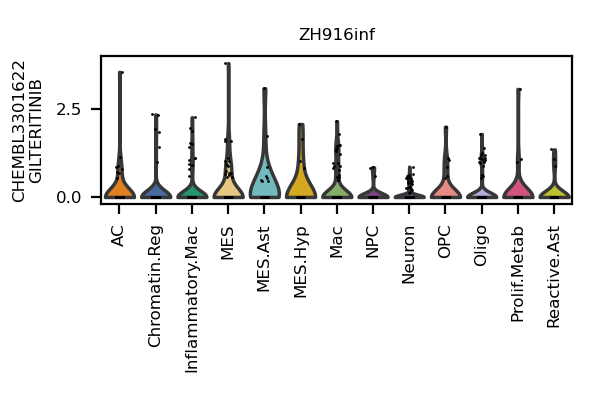 ZH916inf
CHEMBL3301622
GILTERITINIB
2.5
0.0
AC
Chromatin.Reg
Inflammatory.Mac
MES
MES.Ast
MES.Hyp
Mac
NPC
Neuron
OPC
Oligo
Prolif.Metab
Reactive.Ast